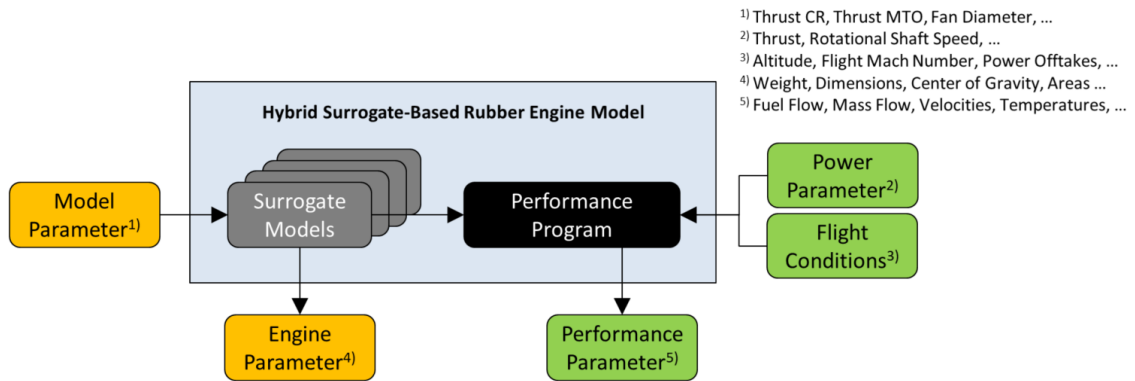 1) Thrust CR, Thrust MTO, Fan Diameter, ...
2) Thrust, Rotational Shaft Speed, ...
3) Altitude, Flight Mach Number, Power Offtakes, ...
4) Weight, Dimensions, Center of Gravity, Areas ...
5) Fuel Flow, Mass Flow, Velocities, Temperatures, ...
Hybrid Surrogate-Based Rubber Engine Model
Model
Parameter1)
Surrogate
Models
Performance
Program
Power
Parameter2)
Flight
Conditions3)
Engine
Parameter4)
Performance
Parameter5)